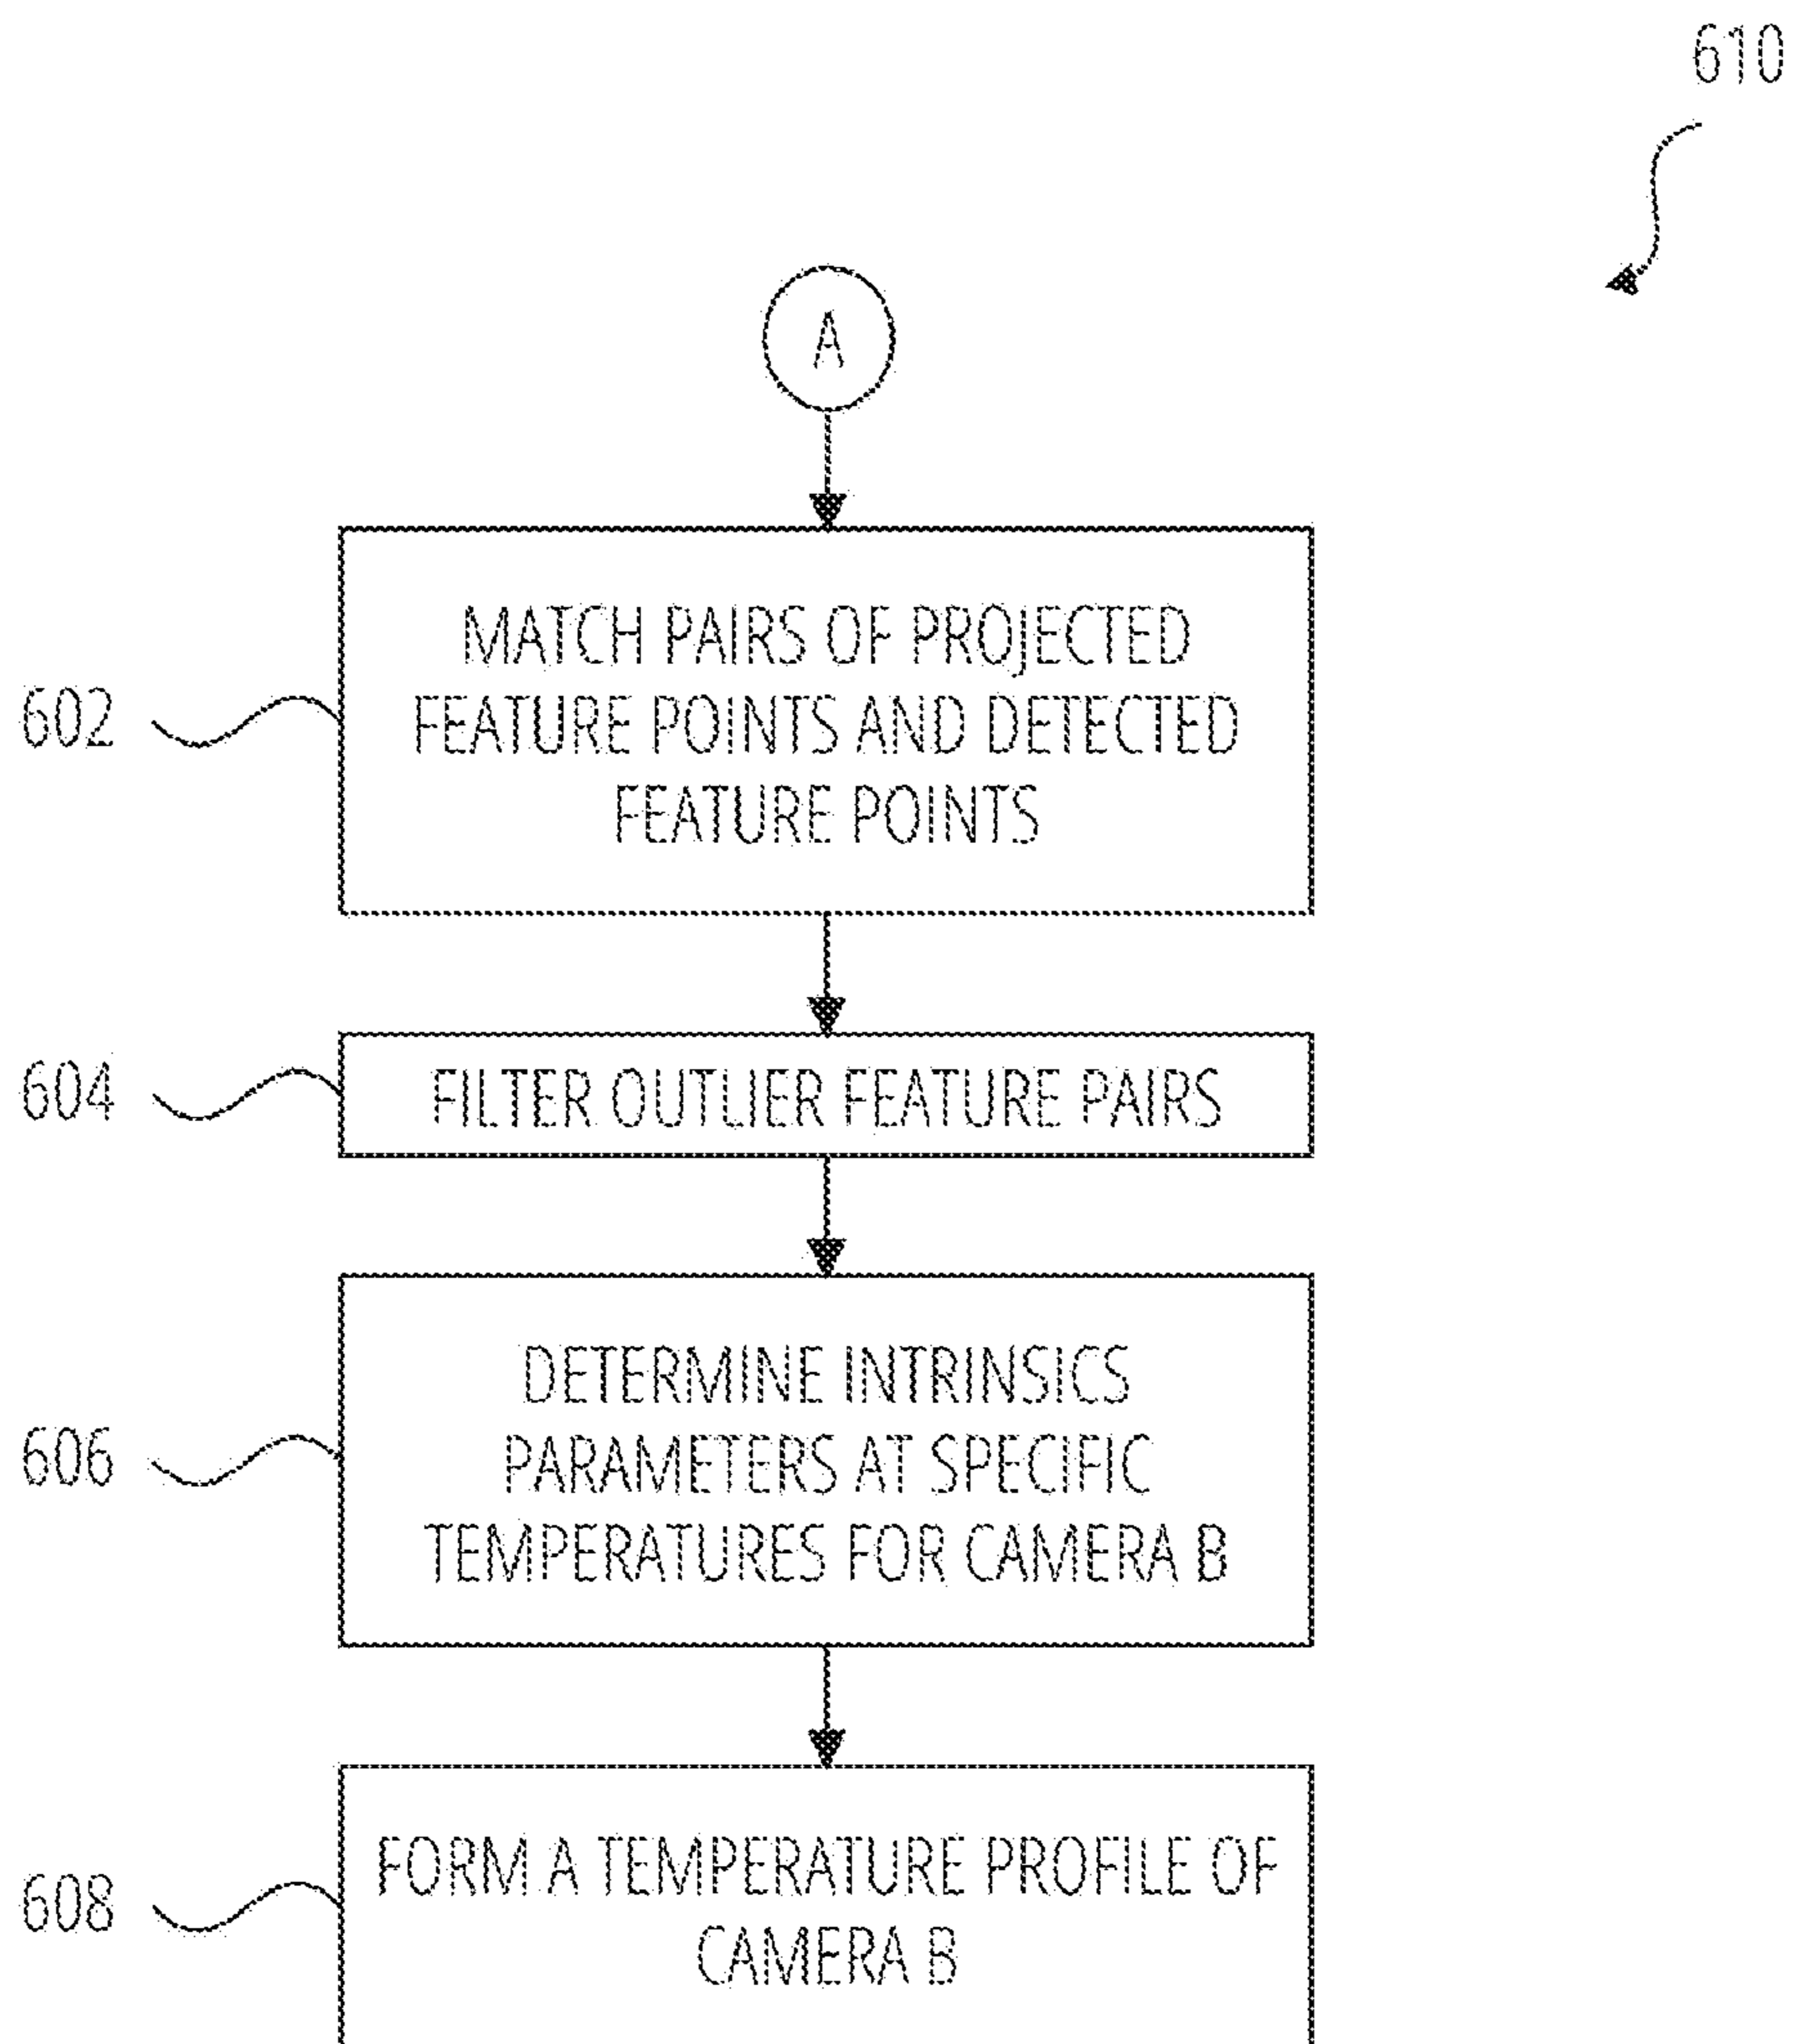 610
A
MATCH PAIRS OF PROJECTED
FEATURE POINTS AND DETECTED
FEATURE POINTS
602
FILTER OUTLIER FEATURE PAIRS
604
DETERMINE INTRINSICS
PARAMETERS AT SPECIFIC
TEMPERATURES FOR CAMERA B
606
FORM A TEMPERATURE PROFILE OF
CAMERA B
608